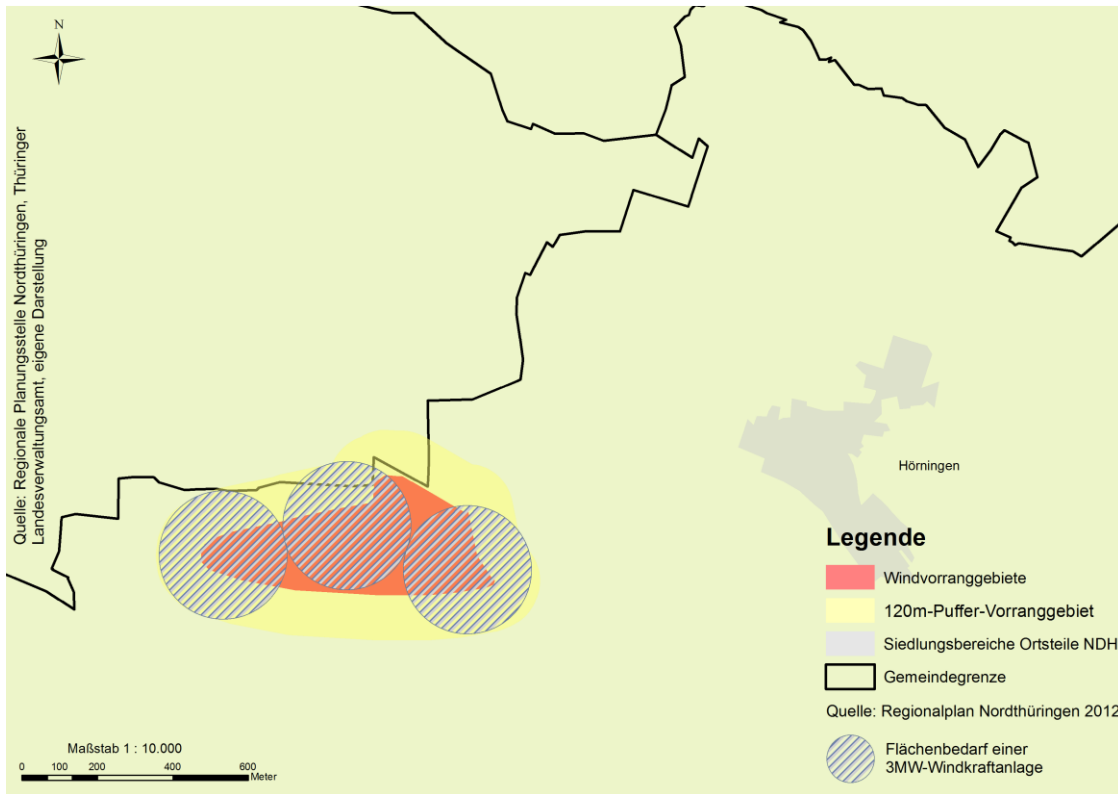 N
Quelle: Regionale Planungsstelle Nordthüringen, Thüringer
Landesverwaltungsamt, eigene Darstellung
Hörningen
Legende
Windvorranggebiete
120m-Puffer-Vorranggebiet
Siedlungsbereiche Ortsteile NDH
Gemeindegrenze
Quelle: Regionalplan Nordthüringen 2012
Flächenbedarf einer
3MW-Windkraftanlage
Maßstab 1 : 10.000
0 100 200 400 600
Meter